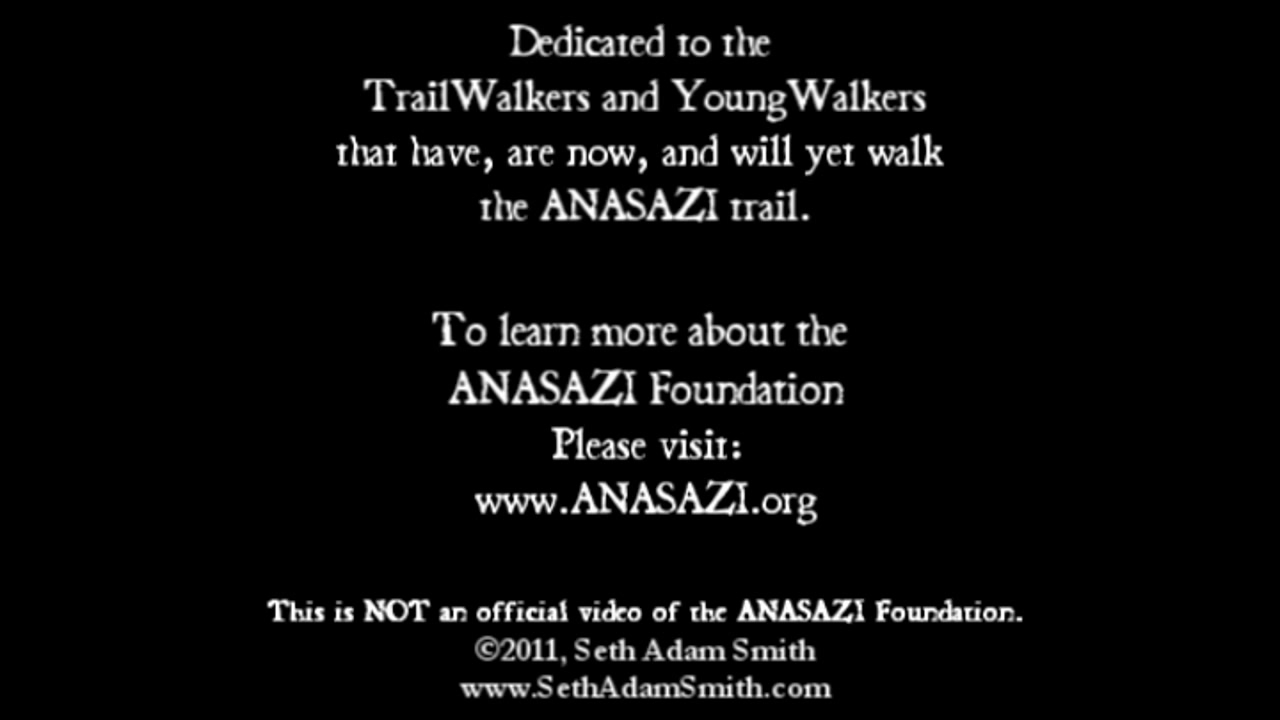 Dedicated to the
TrailWalkers and YoungWalkers
that have, are now, and will yet walk
the ANASAZI trail.
To learn more about the
ANASAZI Foundation
Please visit:
www.ANASAZI.org
This is NOT an official video of the ANASAZI Foundation.
©2011, Seth Adam Smith
www.SethAdamSmith.com